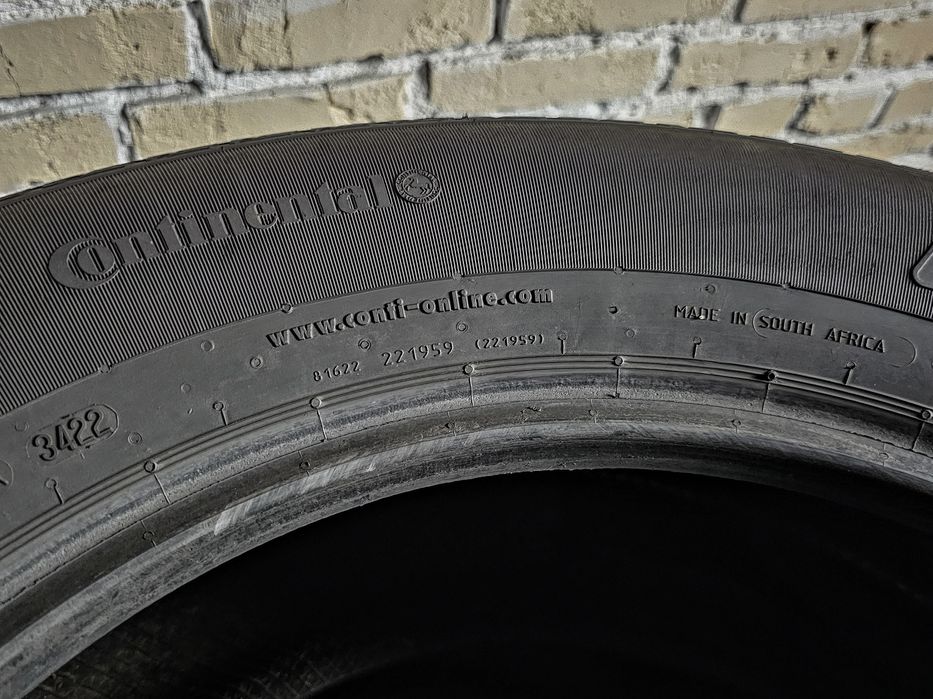 Continental
www.conti-online.com
MADE IN SOUTH AFRICA
81622 221959 (221959)
3422